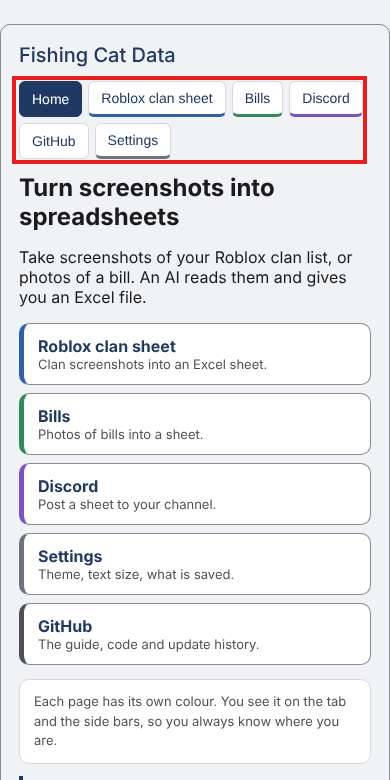 Fishing Cat Data
Home Roblox clan sheet Bills Discord
GitHub Settings
Turn screenshots into
spreadsheets
Take screenshots of your Roblox clan list, or
photos of a bill. An AI reads them and gives
you an Excel file.
Roblox clan sheet
Clan screenshots into an Excel sheet.
Bills
Photos of bills into a sheet.
Discord
Post a sheet to your channel.
Settings
Theme, text size, what is saved.
GitHub
The guide, code and update history.
Each page has its own colour. You see it on the tab
and the side bars, so you always know where you
are.